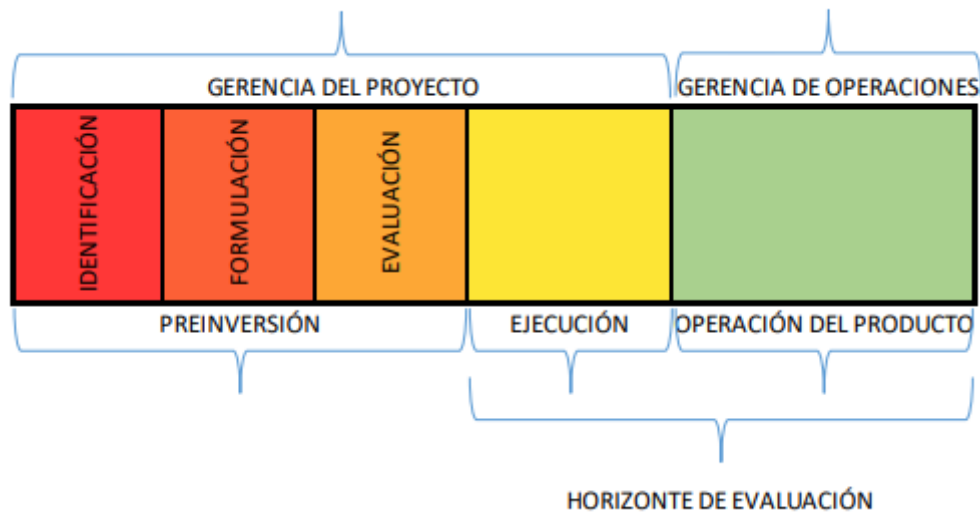 GERENCIA DEL PROYECTO
GERENCIA DE OPERACIONES
IDENTIFICACIÓN
FORMULACIÓN
EVALUACIÓN
PREINVERSIÓN
EJECUCIÓN
OPERACIÓN DEL PRODUCTO
HORIZONTE DE EVALUACIÓN